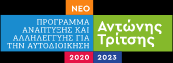 ΝΕΟ
ΠΡΟΓΡΑΜΜΑ
ΑΝΑΠΤΥΞΗΣ ΚΑΙ
ΑΛΛΗΛΕΓΓΥΗΣ ΓΙΑ
ΤΗΝ ΑΥΤΟΔΙΟΙΚΗΣΗ
Αντώνης
Τρίτσης
2020 2023